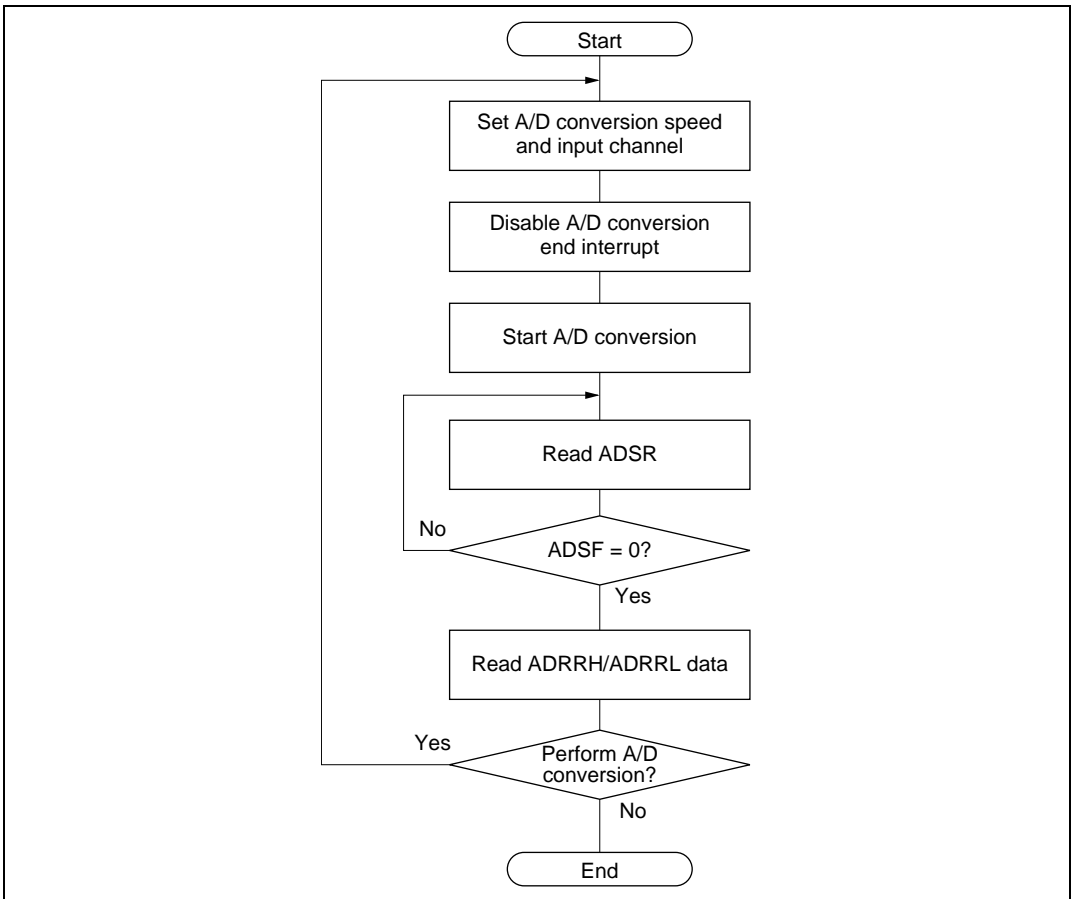 Start
Set A/D conversion speed
and input channel
Disable A/D conversion
end interrupt
Start A/D conversion
Read ADSR
No
ADSF = 0?
Yes
Read ADRRH/ADRRL data
Yes
Perform A/D
conversion?
No
End